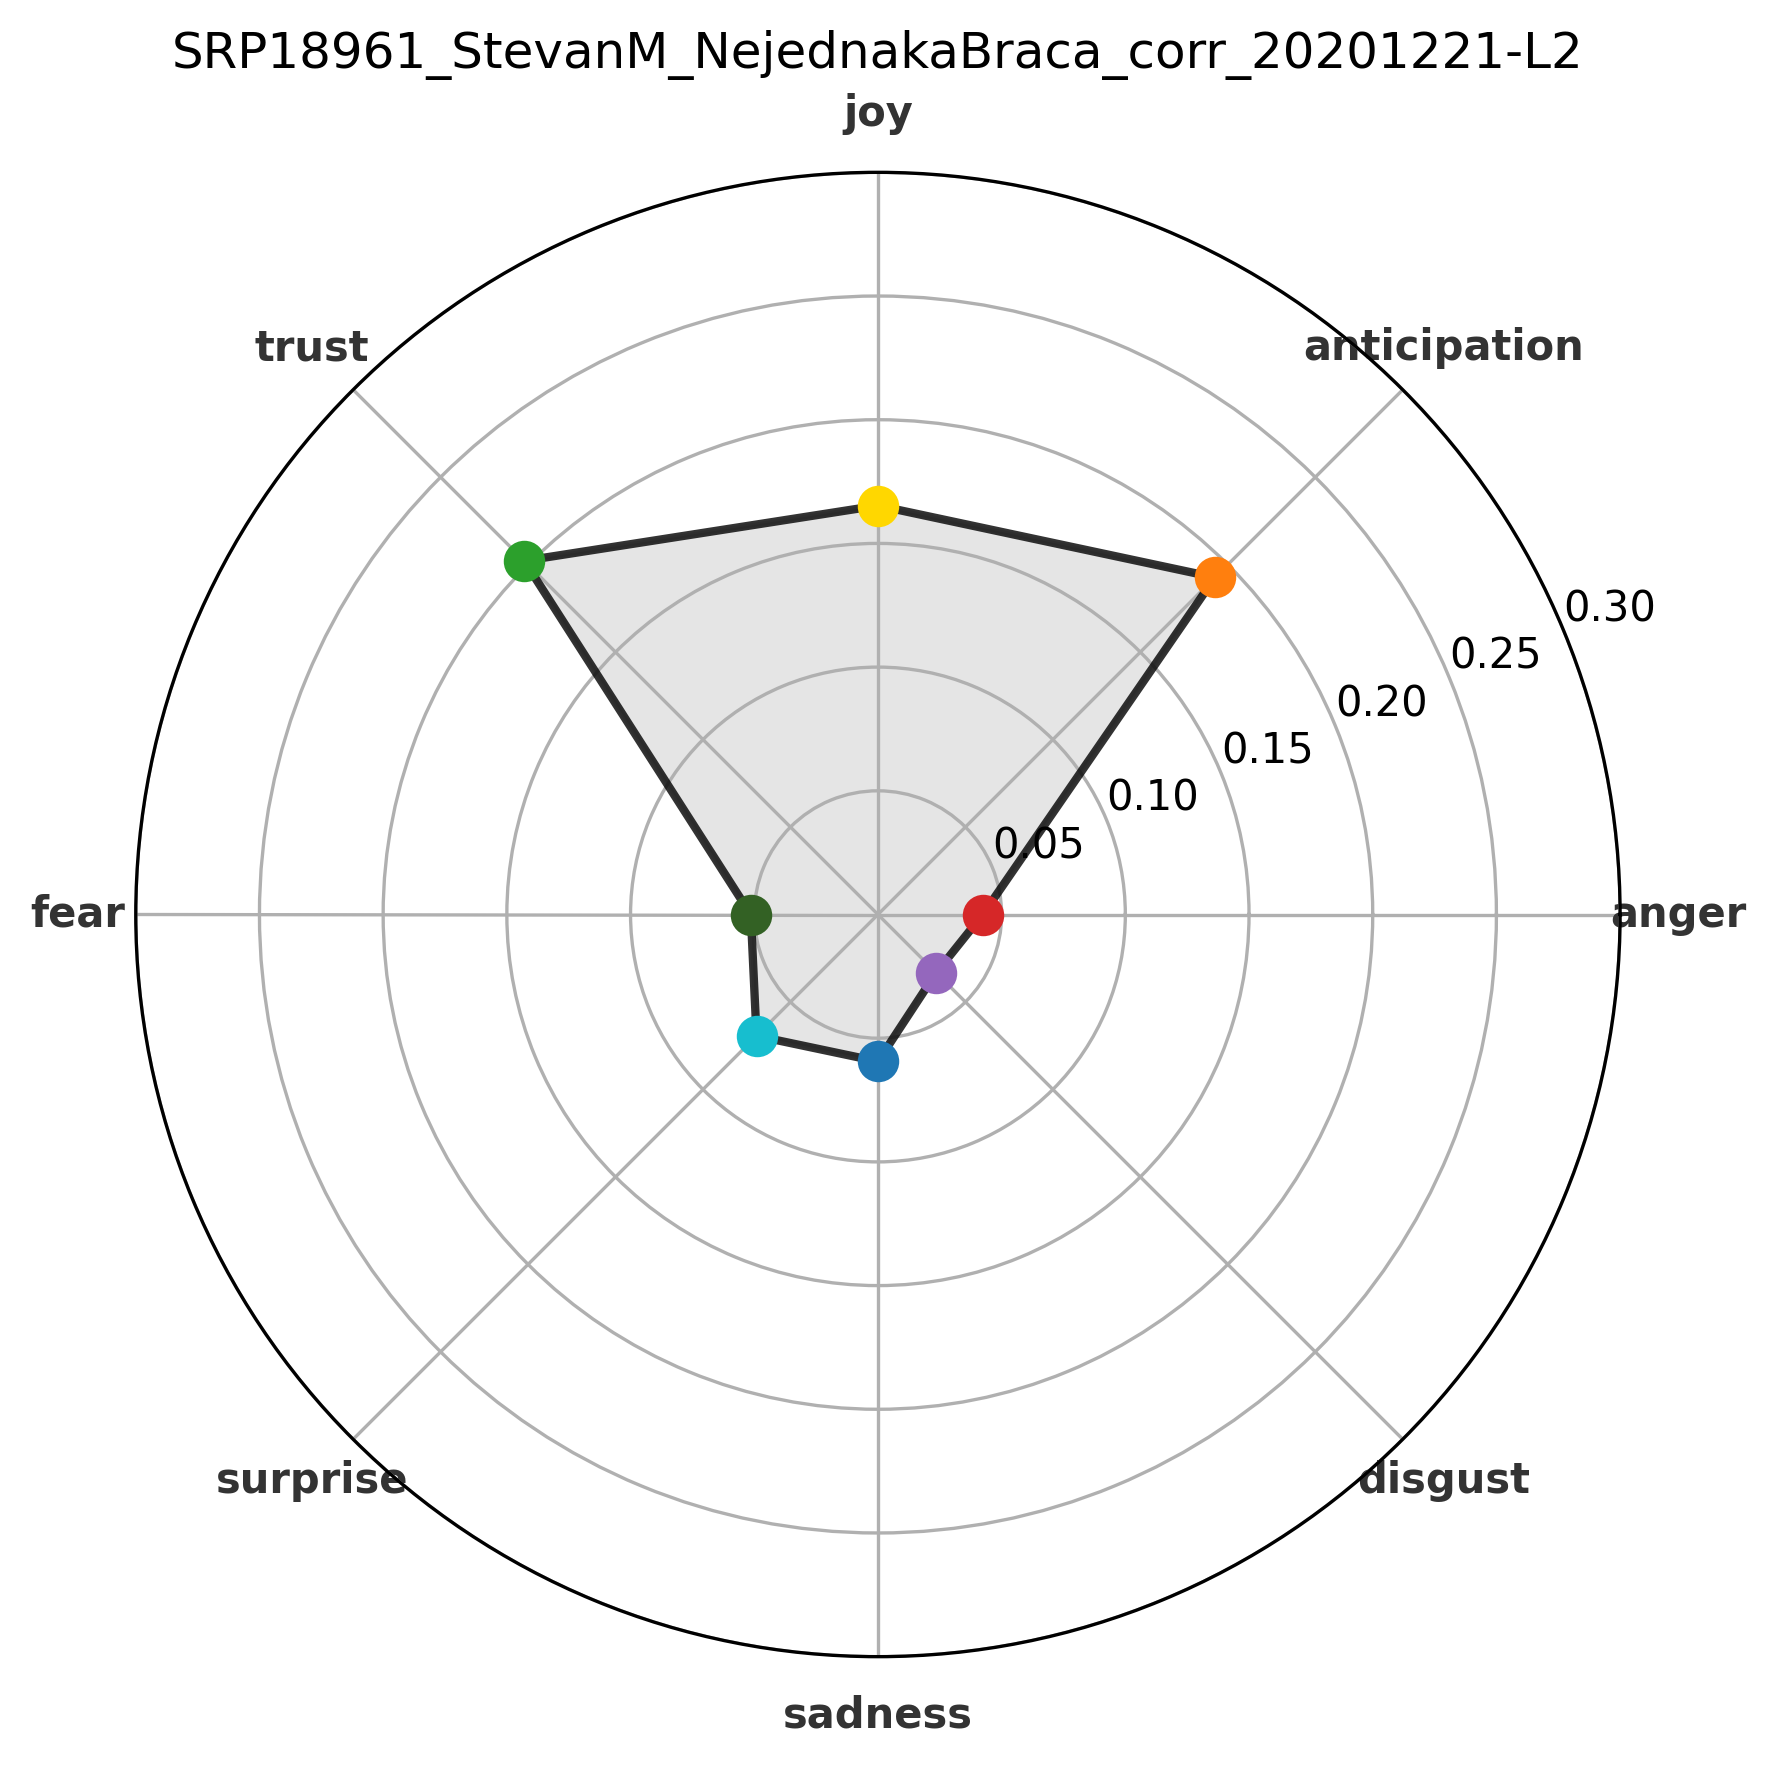 SRP18961_StevanM_NejednakaBraca_corr_20201221-L2
joy
trust
anticipation
0.30
0.25
0.20
0.15
0.10
0.05
fear
anger
surprise
disgust
sadness